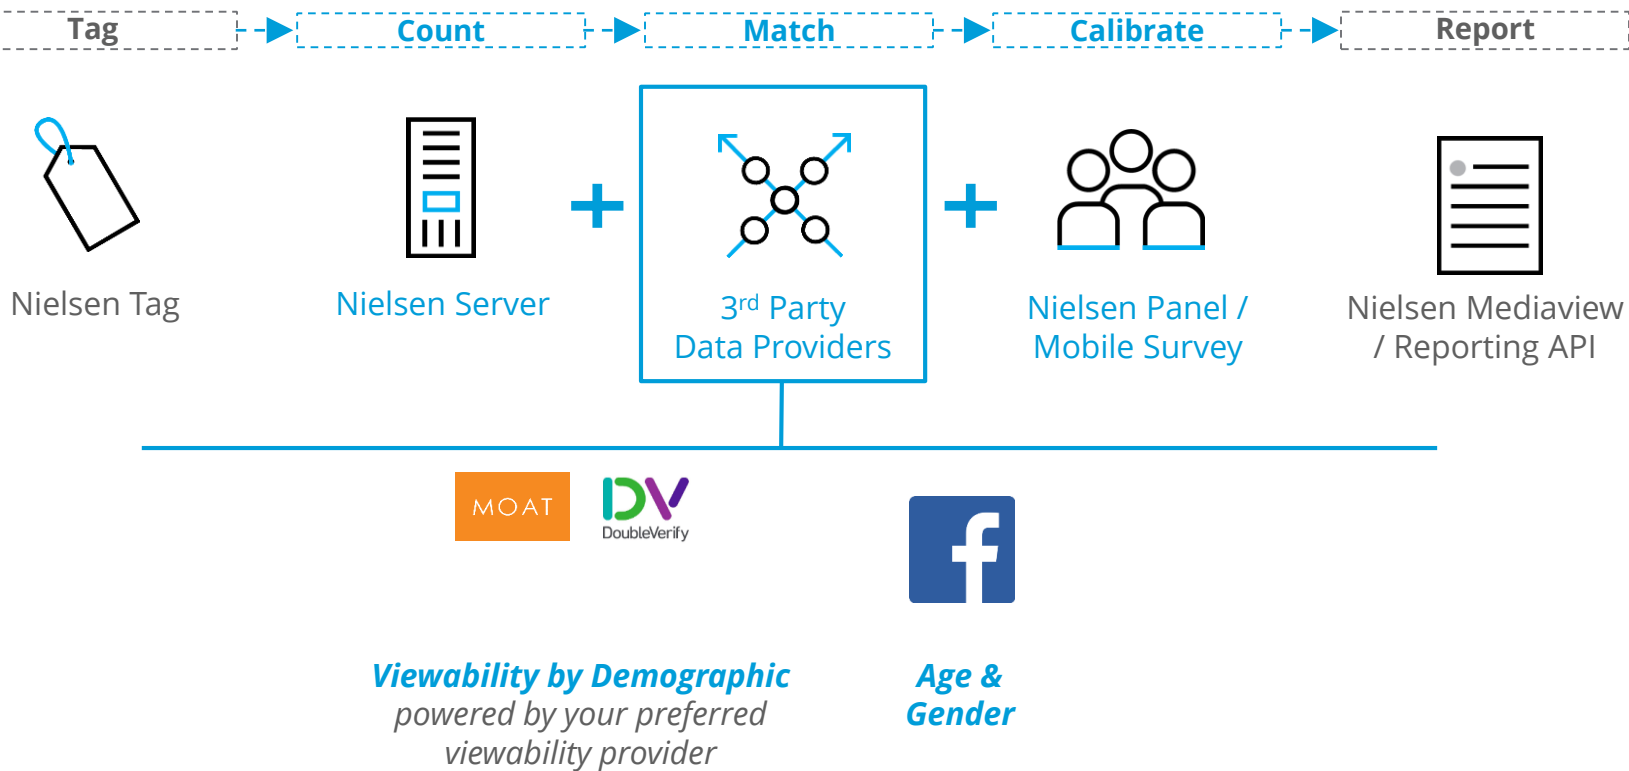 Tag
Count
Match
Calibrate
Report
Nielsen Tag
Nielsen Server
3rd Party
Data Providers
Nielsen Panel /
Mobile Survey
Nielsen Mediaview
/ Reporting API
MOAT
DV
DoubleVerify
f
Viewability by Demographic
powered by your preferred
viewability provider
Age &
Gender